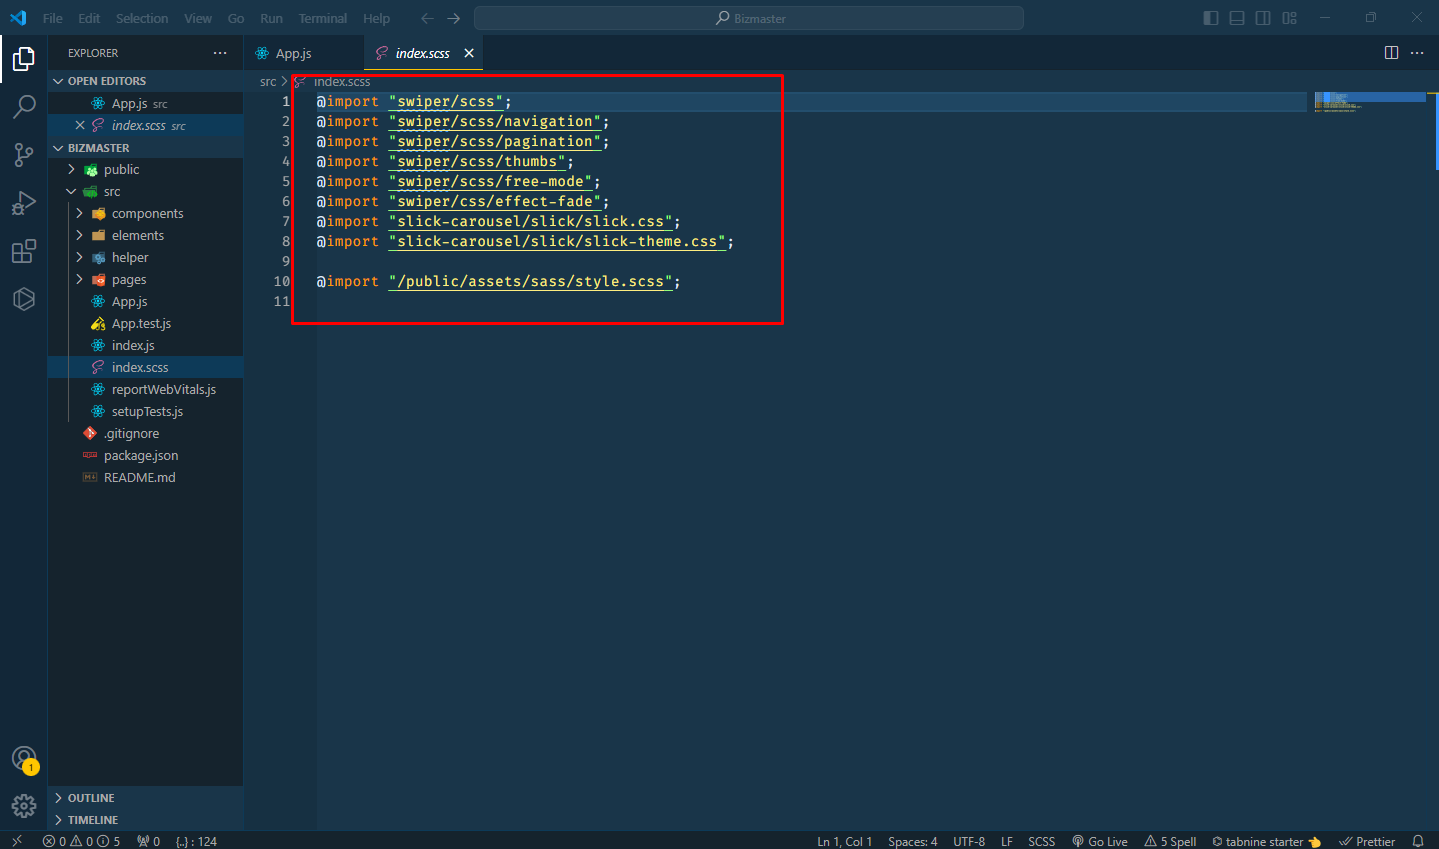 File Edit Selection View Go Run Terminal Help Bizmaster
EXPLORER
App.js
index.scss
OPEN EDITORS
App.js src
index.scss src
BIZMASTER
public
src
components
elements
helper
pages
App.js
App.test.js
index.js
index.scss
reportWebVitals.js
setupTests.js
.gitignore
package.json
README.md
OUTLINE
TIMELINE
src > index.scss
1 @import "swiper/scss";
2 @import "swiper/scss/navigation";
3 @import "swiper/scss/pagination";
4 @import "swiper/scss/thumbs";
5 @import "swiper/scss/free-mode";
6 @import "swiper/css/effect-fade";
7 @import "slick-carousel/slick/slick.css";
8 @import "slick-carousel/slick/slick-theme.css";
9
10 @import "/public/assets/sass/style.scss";
11
1
0 0 5 0 {..} : 124 Ln 1, Col 1 Spaces: 4 UTF-8 LF SCSS Go Live 5 Spell tabnine starter Prettier